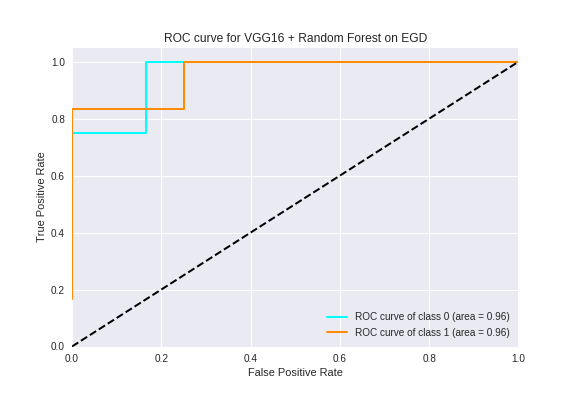 ROC curve for VGG16 + Random Forest on EGD
1.0
0.8
0.6
0.4
0.2
0.0
True Positive Rate
ROC curve of class 0 (area = 0.96)
ROC curve of class 1 (area = 0.96)
0.0 0.2 0.4 0.6 0.8 1.0
False Positive Rate